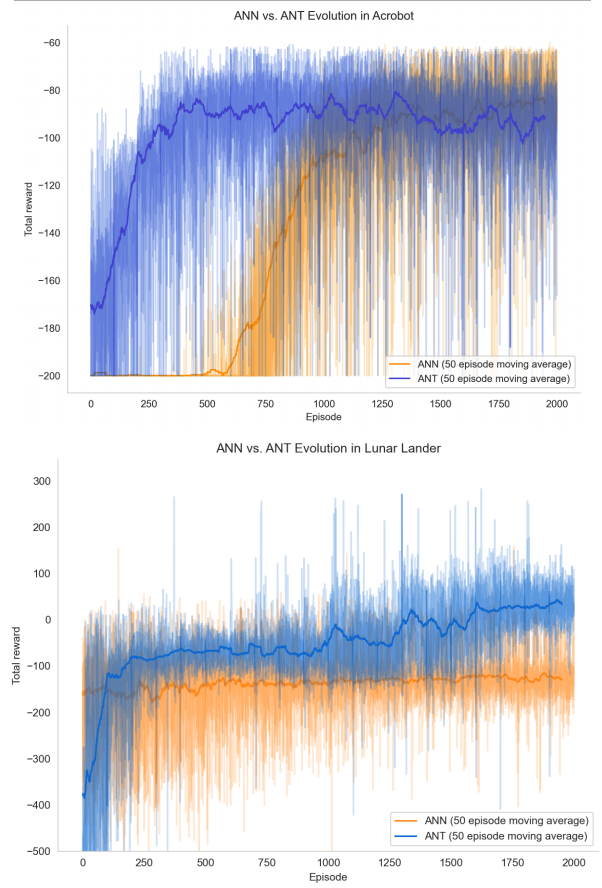 ANN vs. ANT Evolution in Acrobot
−60
−80
−100
−120
−140
−160
−180
−200
Total reward
ANN (50 episode moving average)
ANT (50 episode moving average)
0 250 500 750 1000 1250 1500 1750 2000
Episode
ANN vs. ANT Evolution in Lunar Lander
300
200
100
0
−100
−200
−300
−400
−500
Total reward
ANN (50 episode moving average)
ANT (50 episode moving average)
0 250 500 750 1000 1250 1500 1750 2000
Episode